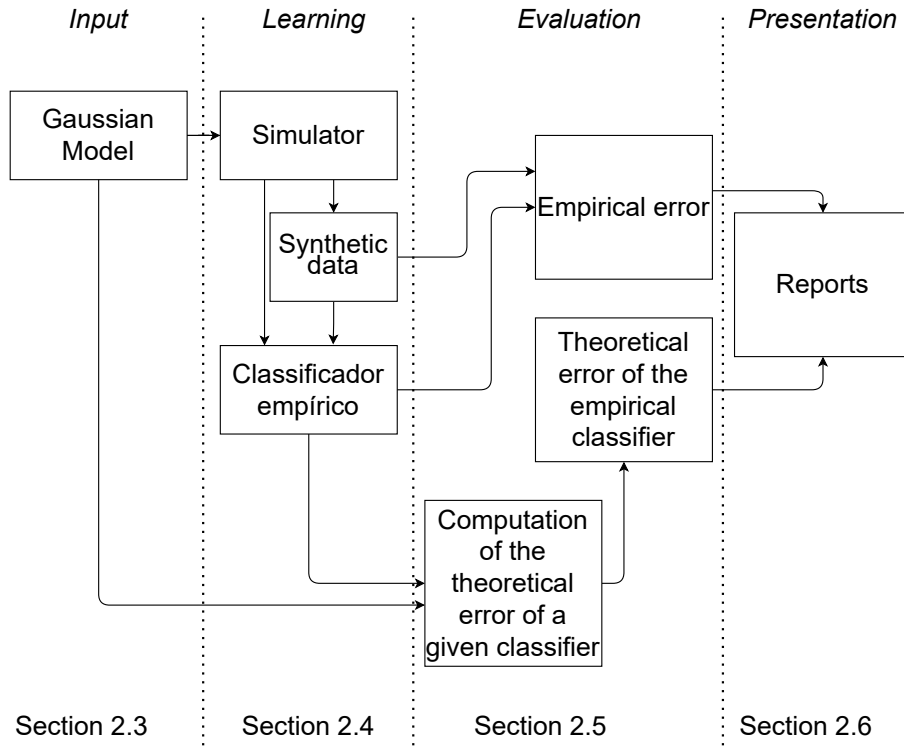 Input
Learning
Evaluation
Presentation
Gaussian
Model
Simulator
Synthetic
data
Classificador
empírico
Empirical error
Reports
Theoretical
error of the
empirical
classifier
Computation
of the
theoretical
error of a
given classifier
Section 2.3
Section 2.4
Section 2.5
Section 2.6